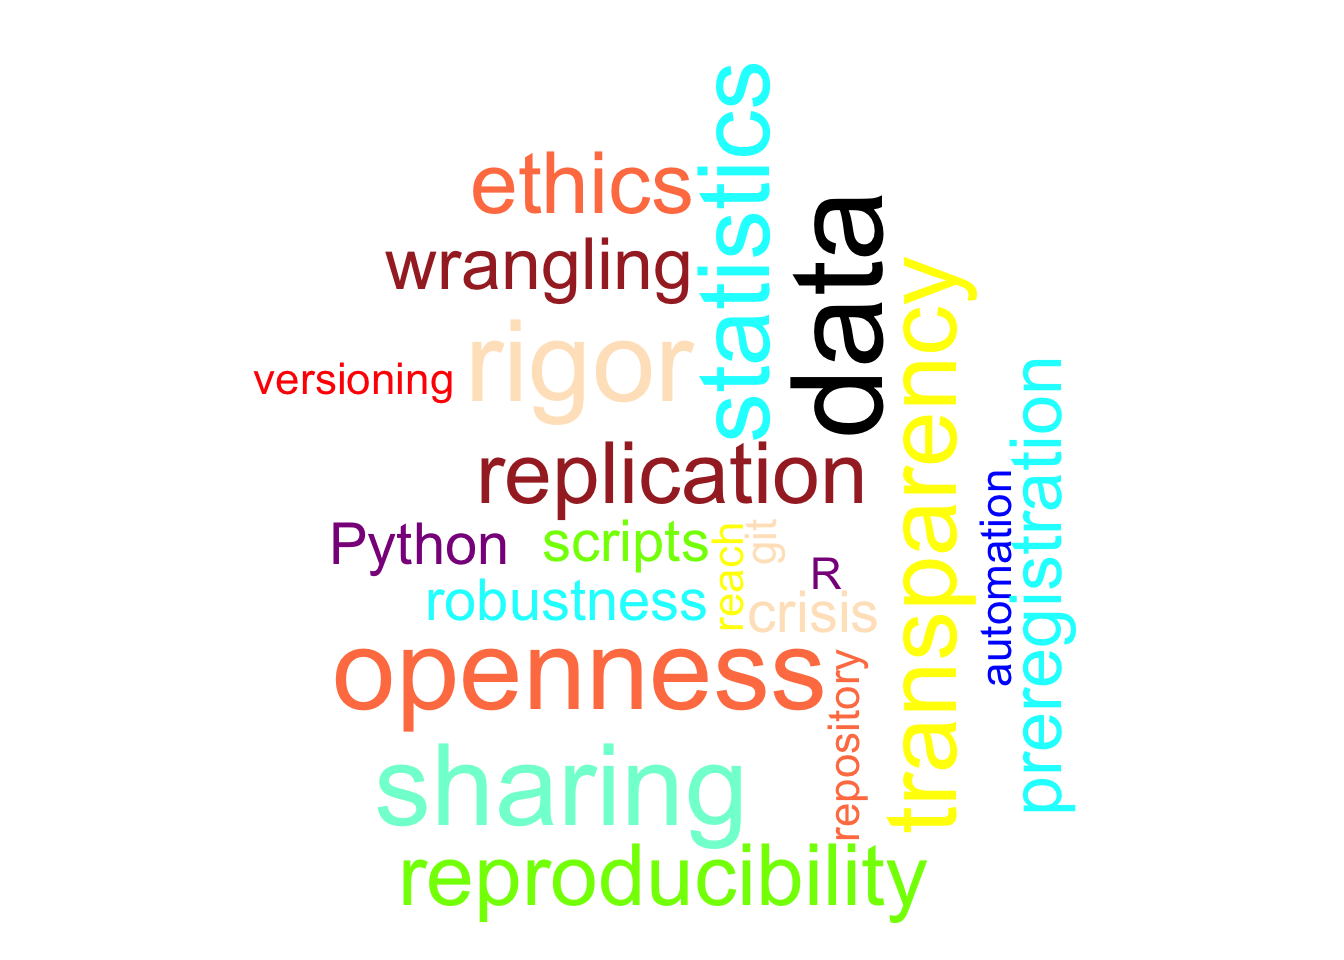 statistics
ethics
data
wrangling
transparency
rigor
versioning
preregistration
replication
automation
Python
scripts
reach
git
R
robustness
crisis
openness
repository
sharing
reproducibility